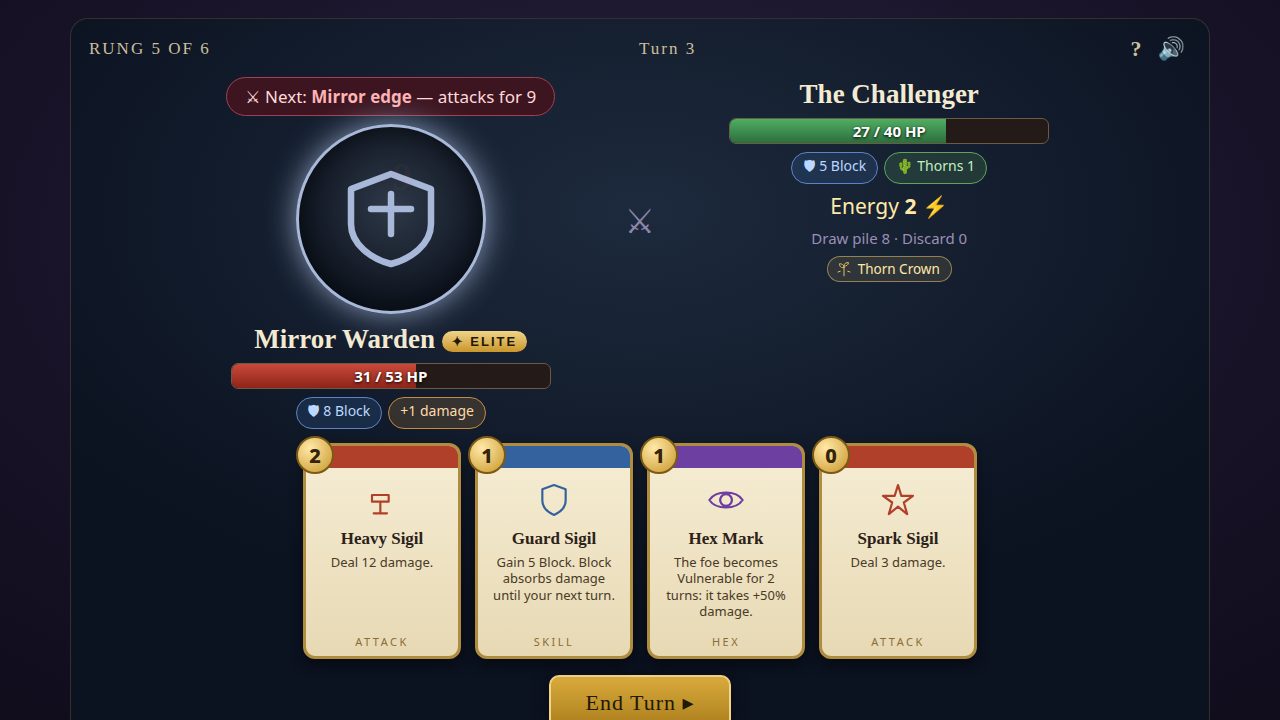 RUNG 5 OF 6
Turn 3
?
Next: Mirror edge — attacks for 9
The Challenger
27 / 40 HP
5 Block
Thorns 1
Energy 2
Draw pile 8 · Discard 0
Thorn Crown
Mirror Warden
ELITE
31 / 53 HP
8 Block
+1 damage
2
Heavy Sigil
Deal 12 damage.
ATTACK
1
Guard Sigil
Gain 5 Block. Block
absorbs damage
until your next turn.
SKILL
1
Hex Mark
The foe becomes
Vulnerable for 2
turns: it takes +50%
damage.
HEX
0
Spark Sigil
Deal 3 damage.
ATTACK
End Turn ▸